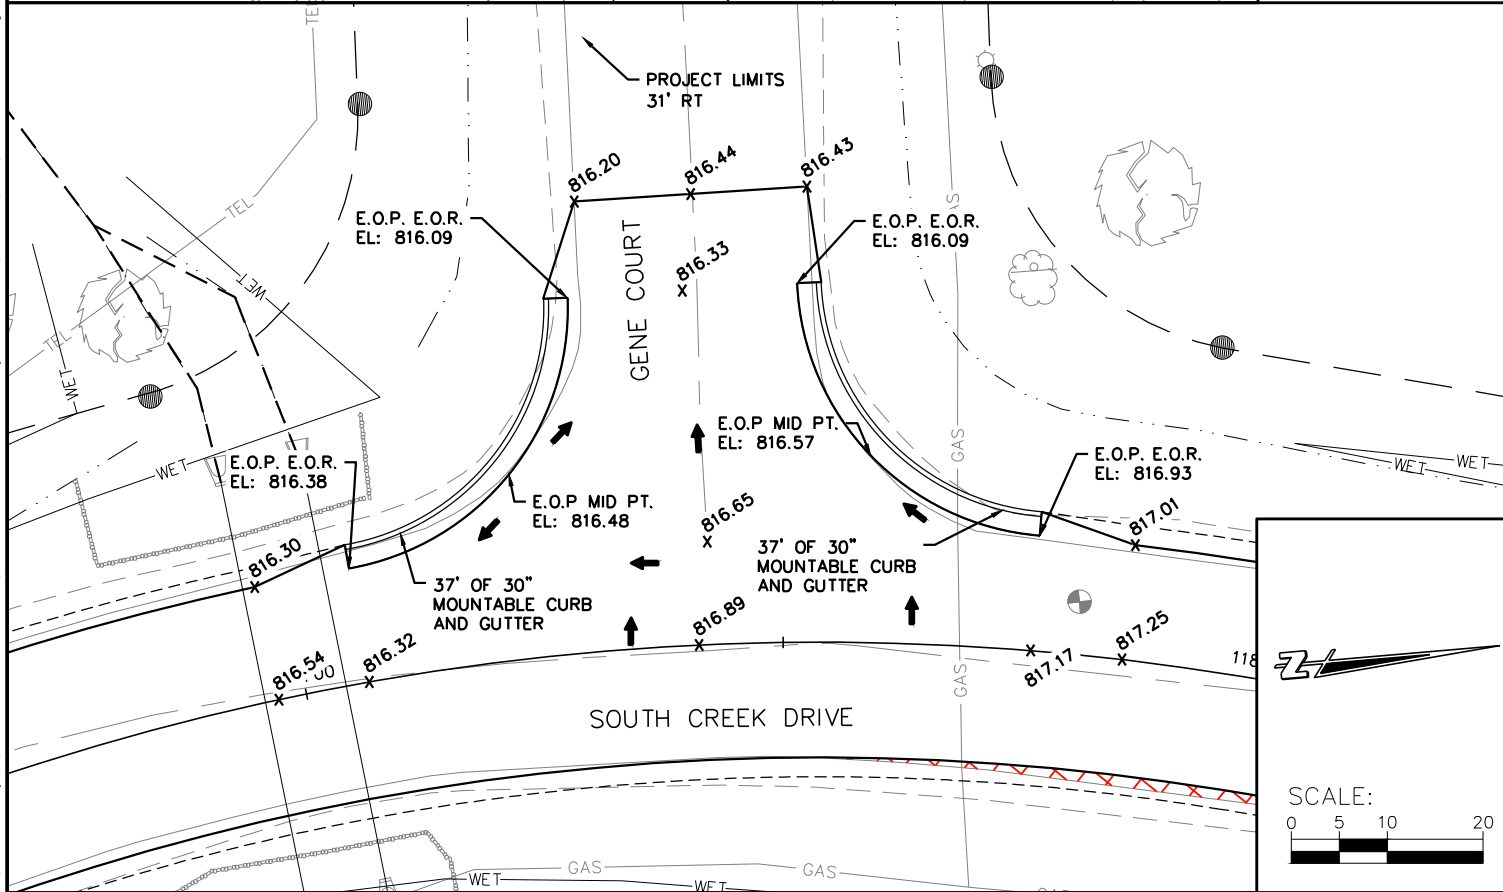 TEL
PROJECT LIMITS
31' RT
816.20
816.44
816.43
TEL
GAS
E.O.P. E.O.R.
EL: 816.09
E.O.P. E.O.R.
EL: 816.09
GENE COURT
816.33
WET
TEL
WET
E.O.P MID PT.
EL: 816.57
GAS
E.O.P. E.O.R.
EL: 816.93
WET
WET
WET
E.O.P. E.O.R.
EL: 816.38
E.O.P MID PT.
EL: 816.48
816.65
817.01
816.30
37' OF 30"
MOUNTABLE CURB
AND GUTTER
37' OF 30"
MOUNTABLE CURB
AND GUTTER
816.89
817.25
817.17
118
816.54
:00
816.32
GAS
SOUTH CREEK DRIVE
Z
SCALE:
0 5 10 20
GAS
GAS
WET
WET